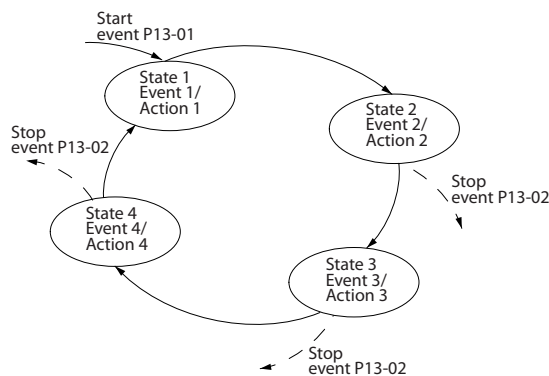 Start
event P13-01
State 1
Event 1/
Action 1
State 2
Event 2/
Action 2
Stop
event P13-02
Stop
event P13-02
State 4
Event 4/
Action 4
State 3
Event 3/
Action 3
Stop
event P13-02